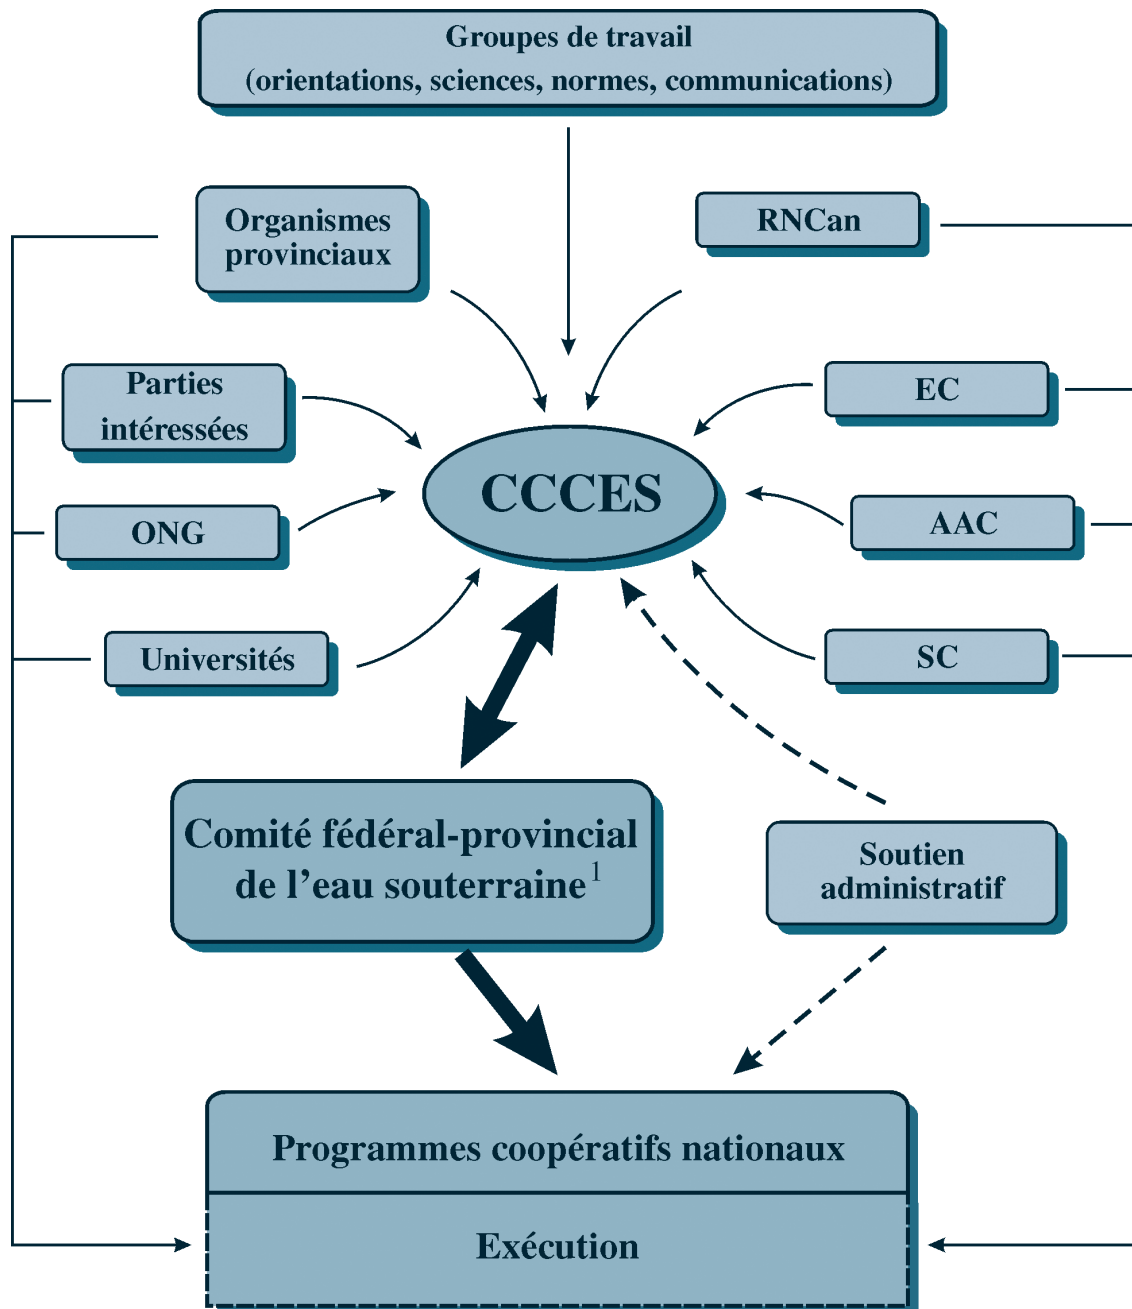 Groupes de travail
(orientations, sciences, normes, communications)
Organismes
provinciaux
RNCan
Parties
intéressées
EC
CCCES
ONG
AAC
Universités
SC
Comité fédéral-provincial
de l’eau souterraine¹
Soutien
administratif
Programmes coopératifs nationaux
Exécution